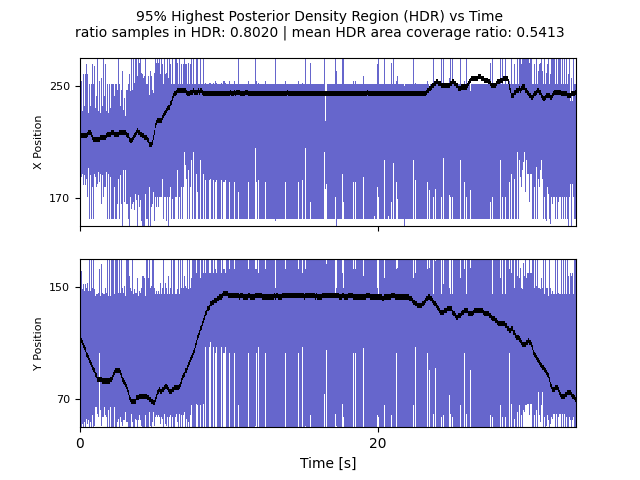 95% Highest Posterior Density Region (HDR) vs Time
ratio samples in HDR: 0.8020 | mean HDR area coverage ratio: 0.5413
250
X Position
170
150
Y Position
70
0
20
Time [s]